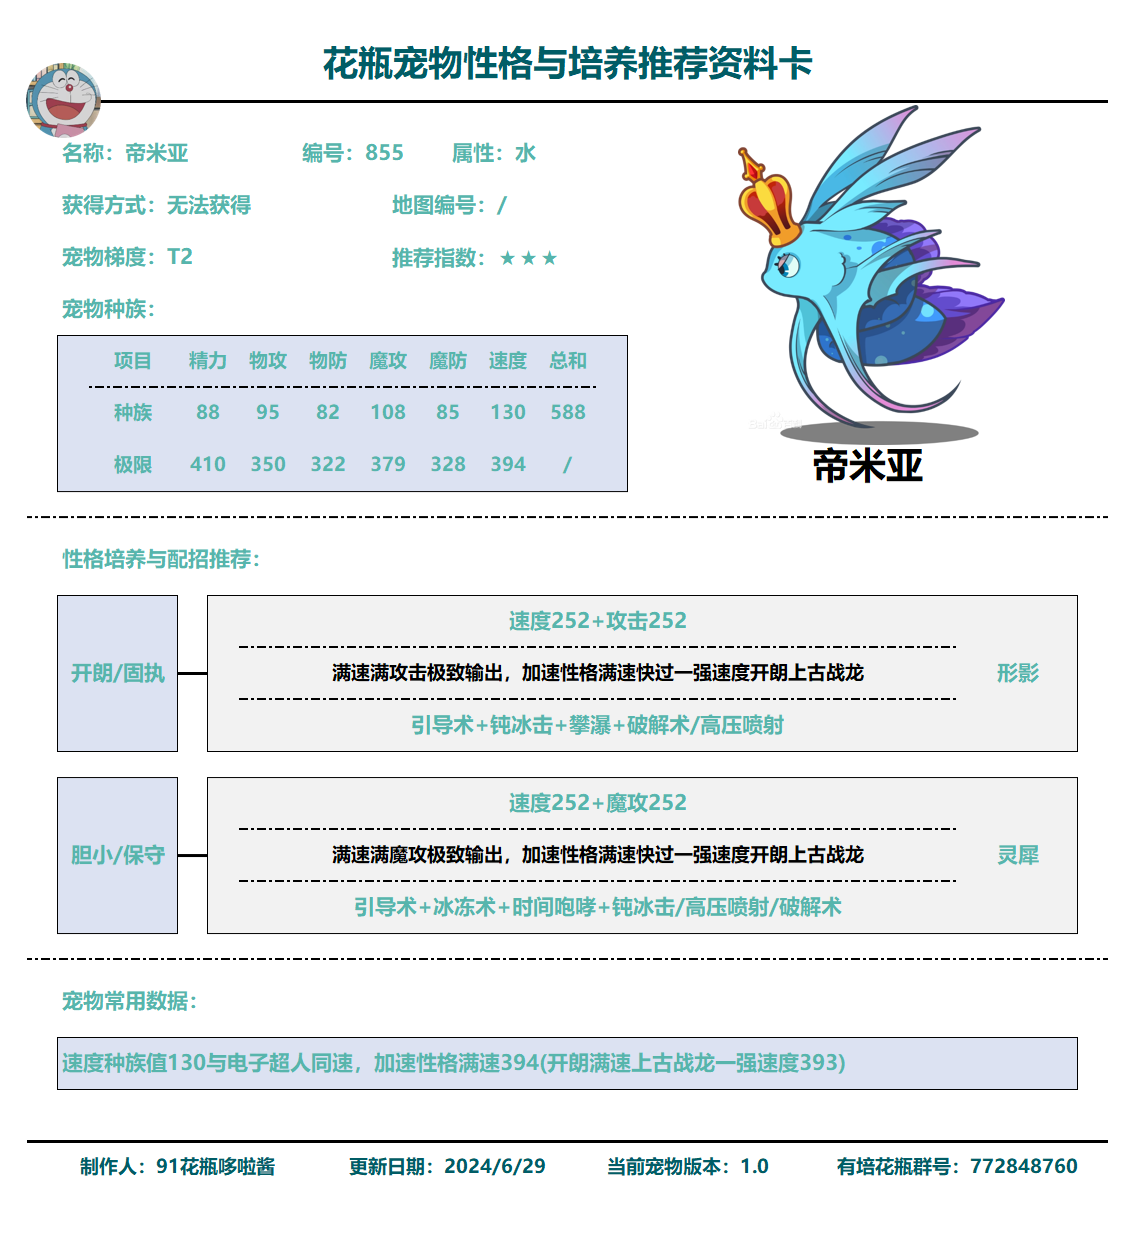 花瓶宠物性格与培养推荐资料卡
名称：帝米亚 编号：855 属性：水
获得方式：无法获得 地图编号：/
宠物梯度：T2 推荐指数：★★★
宠物种族：
项目 精力 物攻 物防 魔攻 魔防 速度 总和
种族 88 95 82 108 85 130 588
极限 410 350 322 379 328 394 /
帝米亚
性格培养与配招推荐：
速度252+攻击252
开朗/固执 满速满攻击极致输出，加速性格满速快过一强速度开朗上古战龙 形影
引导术+钝冰击+攀瀑+破解术/高压喷射
速度252+魔攻252
胆小/保守 满速满魔攻极致输出，加速性格满速快过一强速度开朗上古战龙 灵犀
引导术+冰冻术+时间咆哮+钝冰击/高压喷射/破解术
宠物常用数据：
速度种族值130与电子超人同速，加速性格满速394(开朗满速上古战龙一强速度393)
制作人：91花瓶哆啦酱 更新日期：2024/6/29 当前宠物版本：1.0 有培花瓶群号：772848760